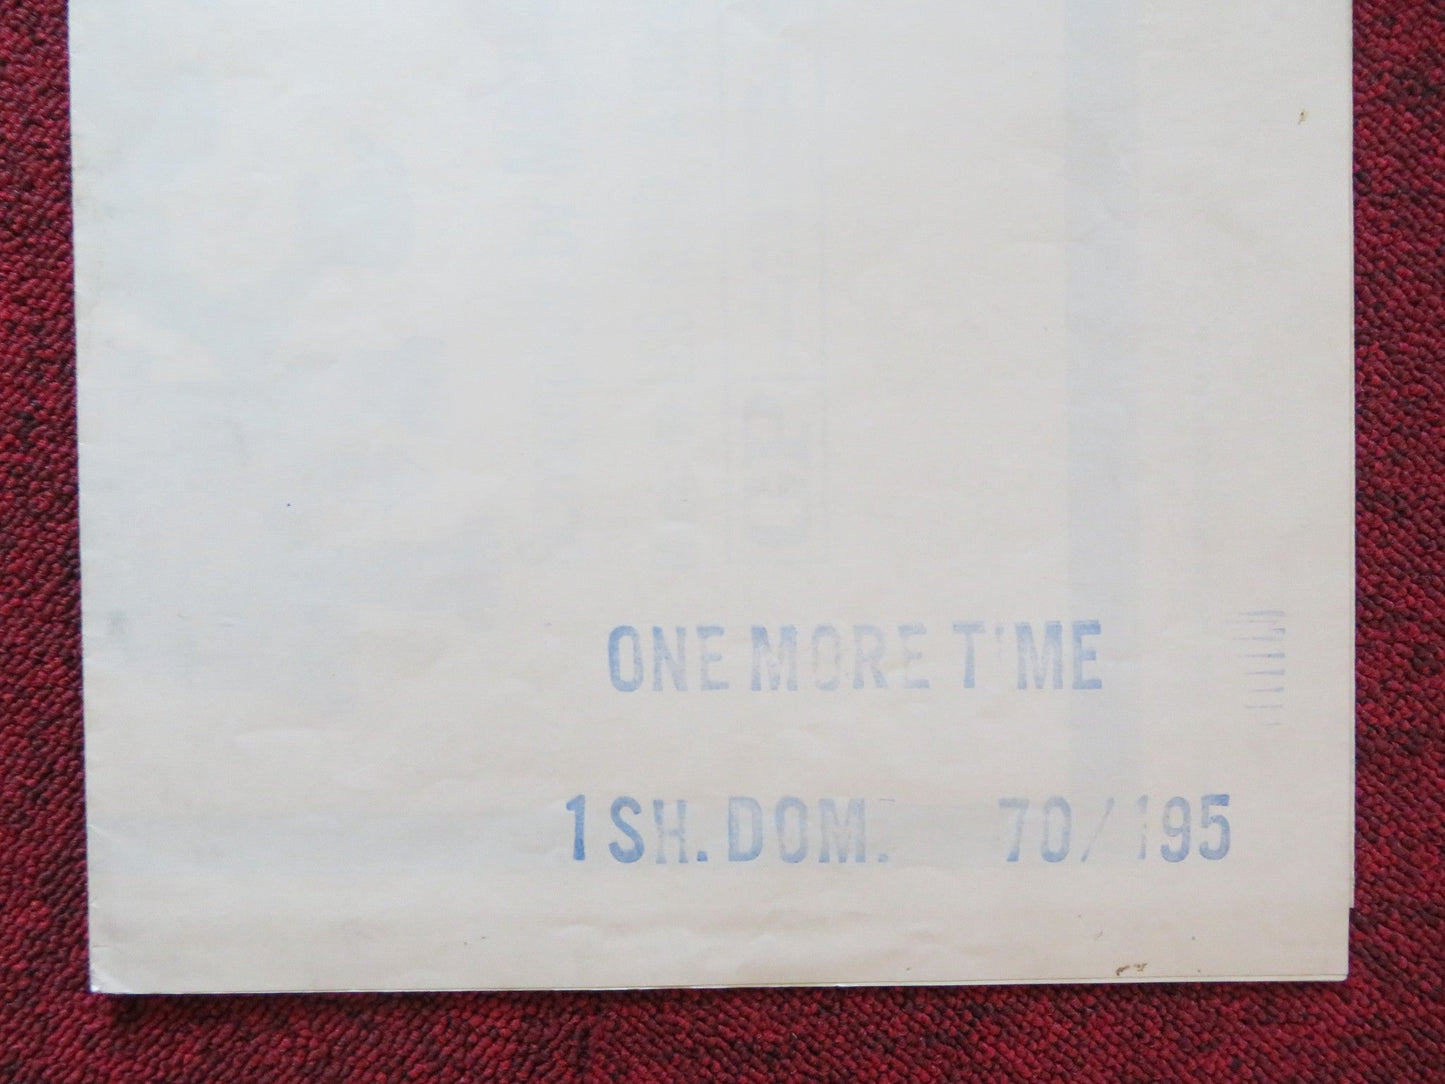 ONE MORE TIME
1 SH. DOM. 70/195